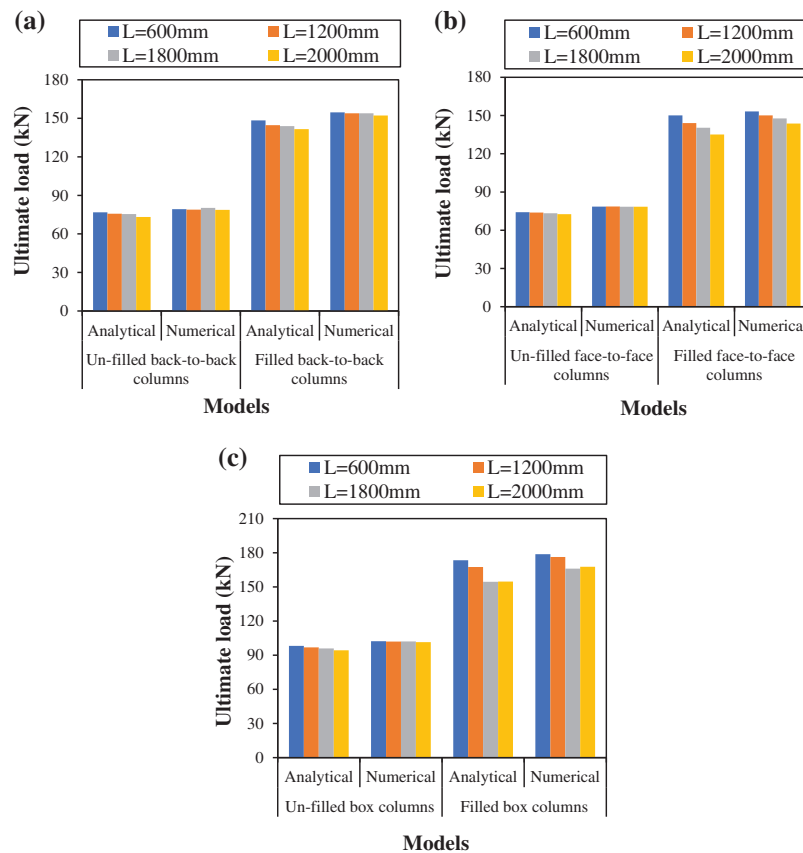 (a)
L=600mm L=1200mm
L=1800mm L=2000mm
180
150
120
90
60
30
0
Ultimate load (kN)
Analytical Numerical Analytical Numerical
Un-filled back-to-back Filled back-to-back
columns columns
Models
(b)
L=600mm L=1200mm
L=1800mm L=2000mm
180
150
120
90
60
30
0
Ultimate load (kN)
Analytical Numerical Analytical Numerical
Un-filled face-to-face Filled face-to-face
columns columns
Models
(c)
L=600mm L=1200mm
L=1800mm L=2000mm
210
180
150
120
90
60
30
0
Ultimate load (kN)
Analytical Numerical Analytical Numerical
Un-filled box columns Filled box columns
Models